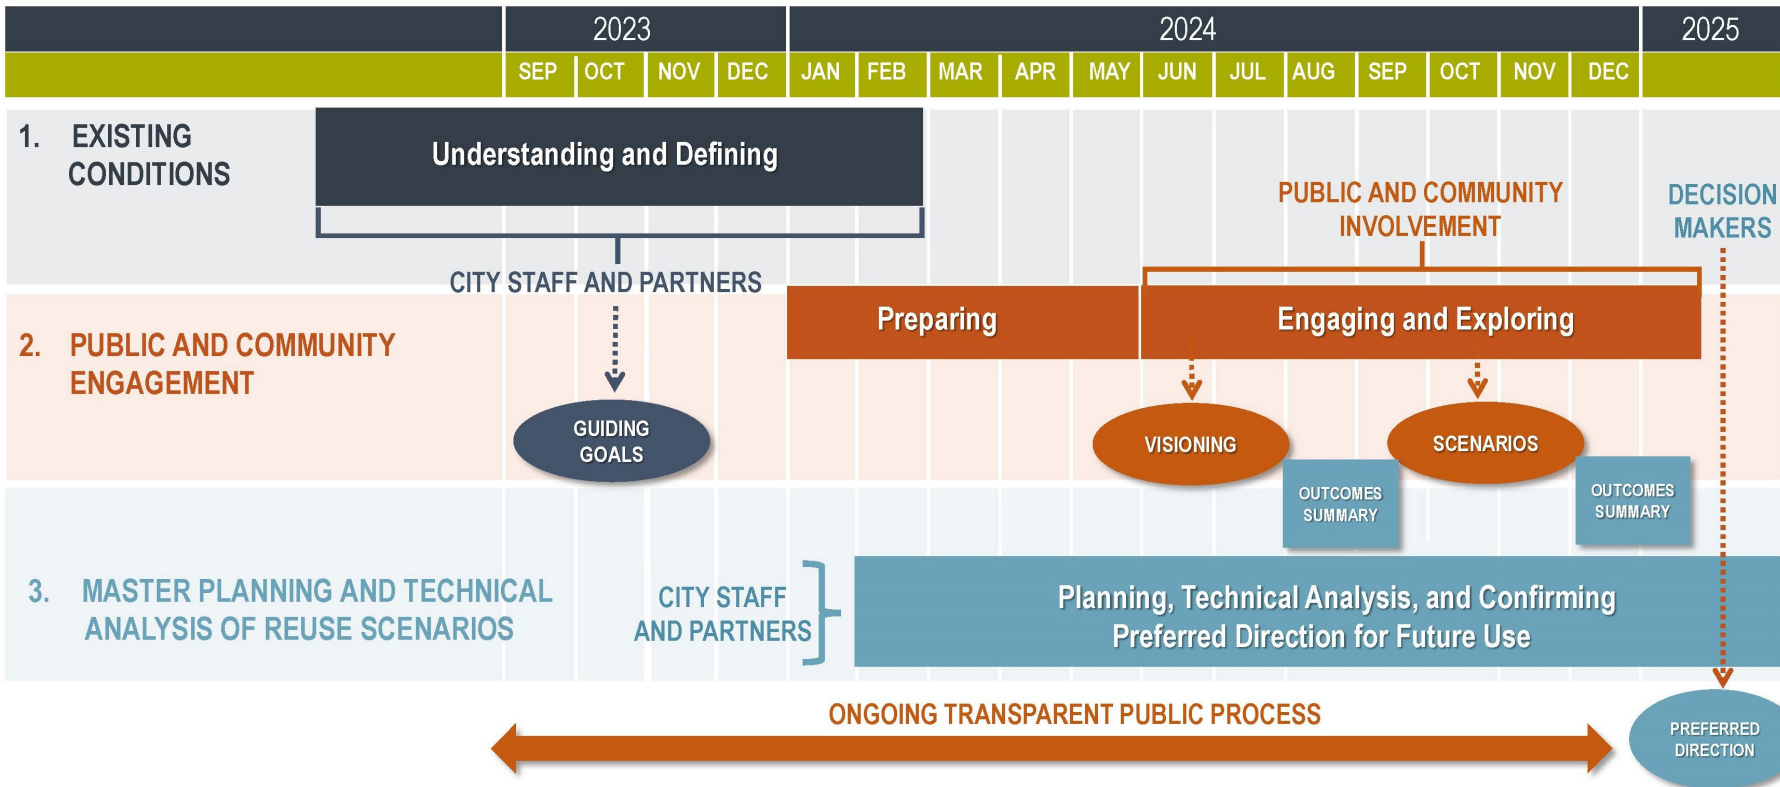 2023 2024 2025
SEP OCT NOV DEC JAN FEB MAR APR MAY JUN JUL AUG SEP OCT NOV DEC
1. EXISTING
CONDITIONS
Understanding and Defining
CITY STAFF AND PARTNERS
PUBLIC AND COMMUNITY
INVOLVEMENT
DECISION
MAKERS
2. PUBLIC AND COMMUNITY
ENGAGEMENT
Preparing
Engaging and Exploring
GUIDING
GOALS
VISIONING
SCENARIOS
OUTCOMES
SUMMARY
OUTCOMES
SUMMARY
3. MASTER PLANNING AND TECHNICAL
ANALYSIS OF REUSE SCENARIOS
CITY STAFF
AND PARTNERS
Planning, Technical Analysis, and Confirming
Preferred Direction for Future Use
ONGOING TRANSPARENT PUBLIC PROCESS
PREFERRED
DIRECTION